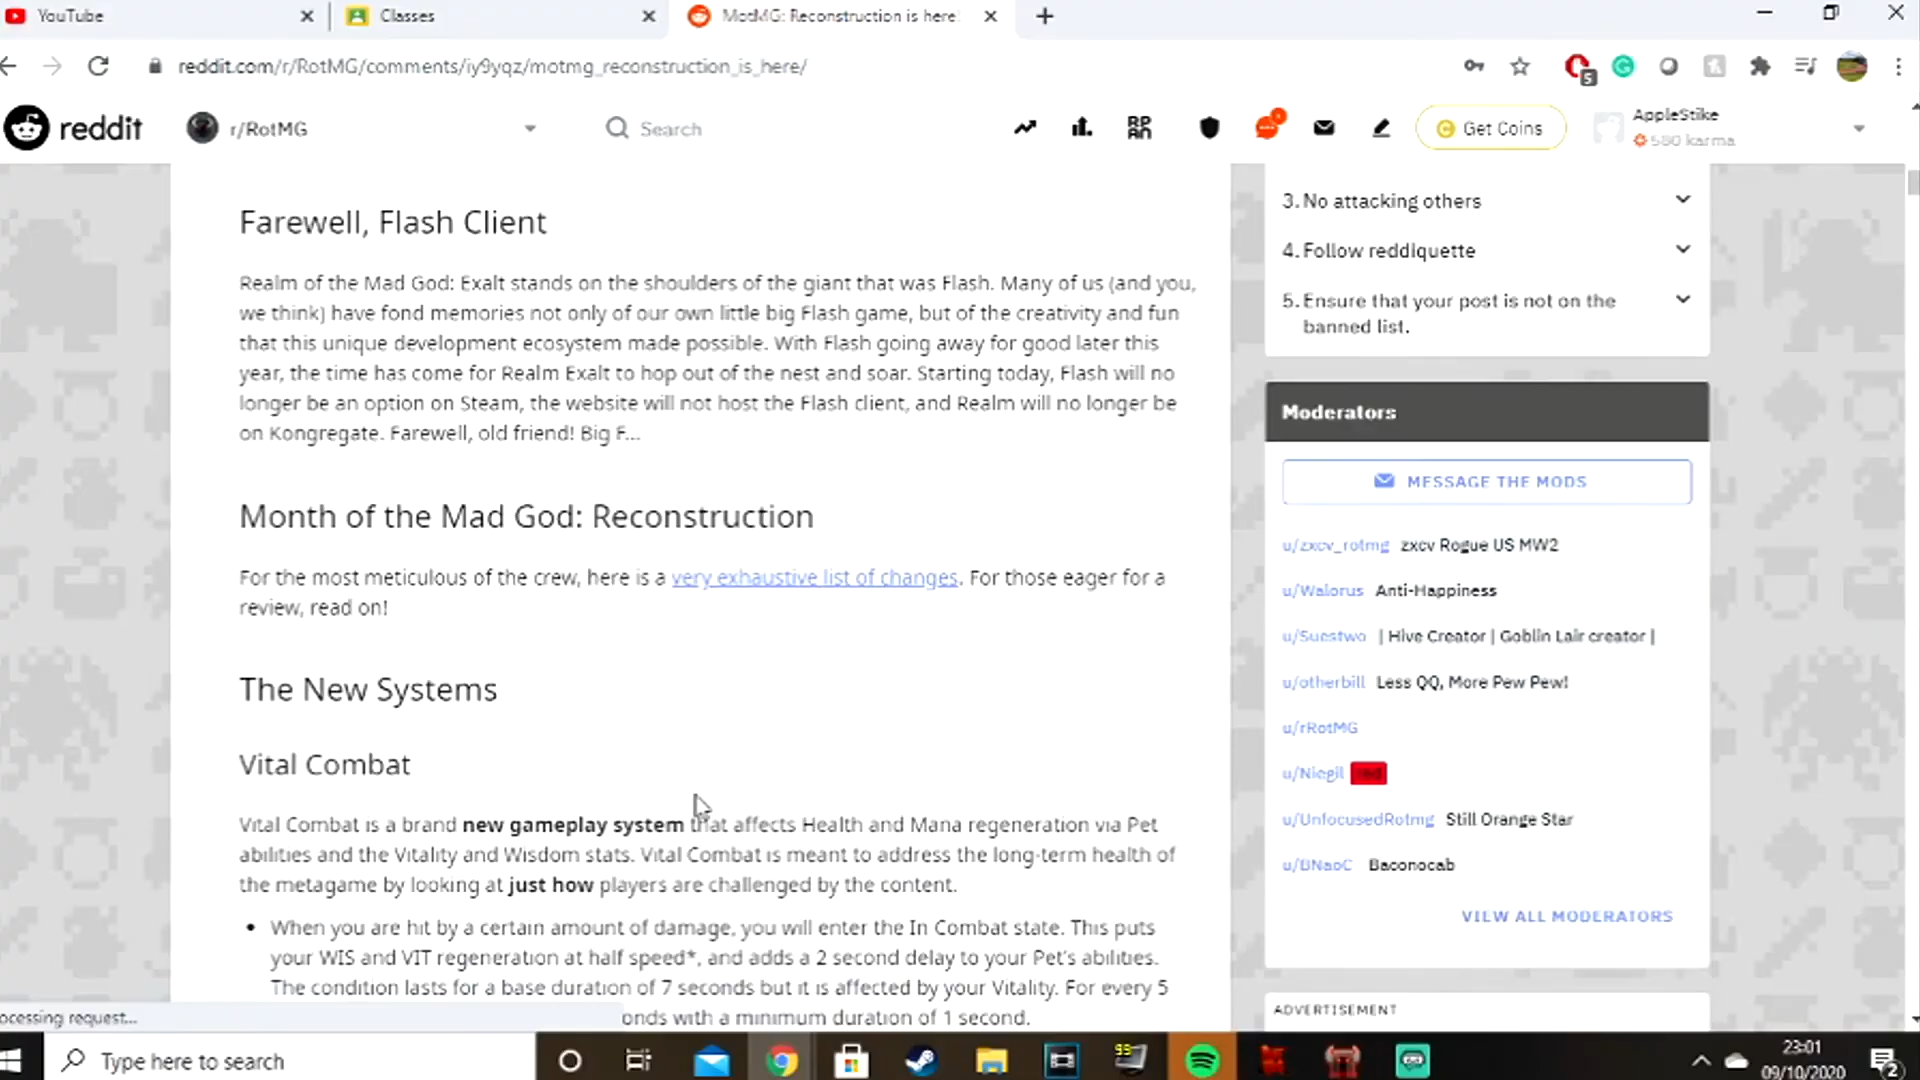 YouTube
Classes
MotMG: Reconstruction is here
reddit.com/r/RotMG/comments/iy9yqz/motmg_reconstruction_is_here/
5
reddit
r/RotMG
Search
Get Coins
AppleStike
580 karma
Farewell, Flash Client
Realm of the Mad God: Exalt stands on the shoulders of the giant that was Flash. Many of us (and you,
we think) have fond memories not only of our own little big Flash game, but of the creativity and fun
that this unique development ecosystem made possible. With Flash going away for good later this
year, the time has come for Realm Exalt to hop out of the nest and soar. Starting today, Flash will no
longer be an option on Steam, the website will not host the Flash client, and Realm will no longer be
on Kongregate. Farewell, old friend! Big F...
Month of the Mad God: Reconstruction
For the most meticulous of the crew, here is a very exhaustive list of changes. For those eager for a
review, read on!
The New Systems
Vital Combat
Vital Combat is a brand new gameplay system that affects Health and Mana regeneration via Pet
abilities and the Vitality and Wisdom stats. Vital Combat is meant to address the long-term health of
the metagame by looking at just how players are challenged by the content.
• When you are hit by a certain amount of damage, you will enter the In Combat state. This puts
your WIS and VIT regeneration at half speed*, and adds a 2 second delay to your Pet's abilities.
The condition lasts for a base duration of 7 seconds but it is affected by your Vitality. For every 5
onds with a minimum duration of 1 second.
3. No attacking others
4. Follow reddiquette
5. Ensure that your post is not on the
banned list.
Moderators
MESSAGE THE MODS
u/zxcv_rotmg zxcv Rogue US MW2
u/Walorus Anti-Happiness
u/Suestwo | Hive Creator | Goblin Lair creator |
u/otherbill Less QQ, More Pew Pew!
u/rRotMG
u/Niegil red
u/UnfocusedRotmg Still Orange Star
u/BNaoC Baconocab
VIEW ALL MODERATORS
ADVERTISEMENT
ocessing request...
Type here to search
99
23:01
09/10/2020
2